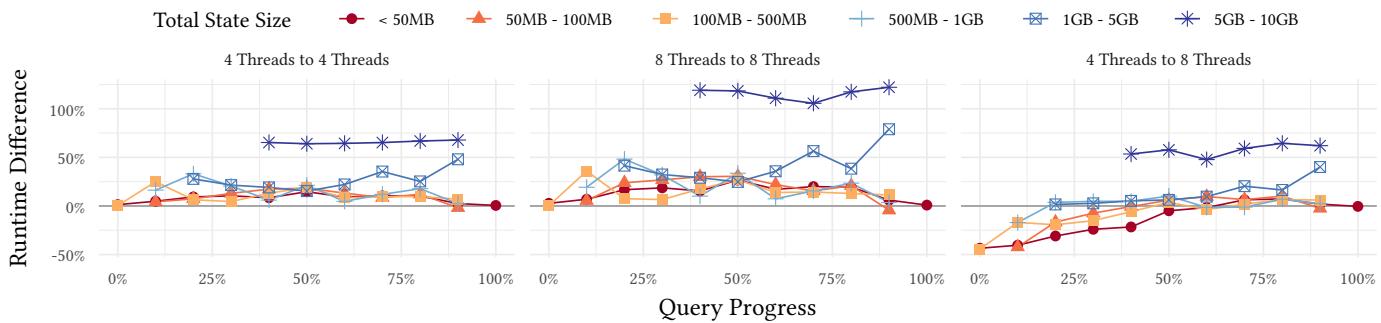 Total State Size < 50MB 50MB - 100MB 100MB - 500MB 500MB - 1GB 1GB - 5GB 5GB - 10GB
4 Threads to 4 Threads 8 Threads to 8 Threads 4 Threads to 8 Threads
Runtime Difference
100%
50%
0%
-50%
0% 25% 50% 75% 100% 0% 25% 50% 75% 100% 0% 25% 50% 75% 100%
Query Progress